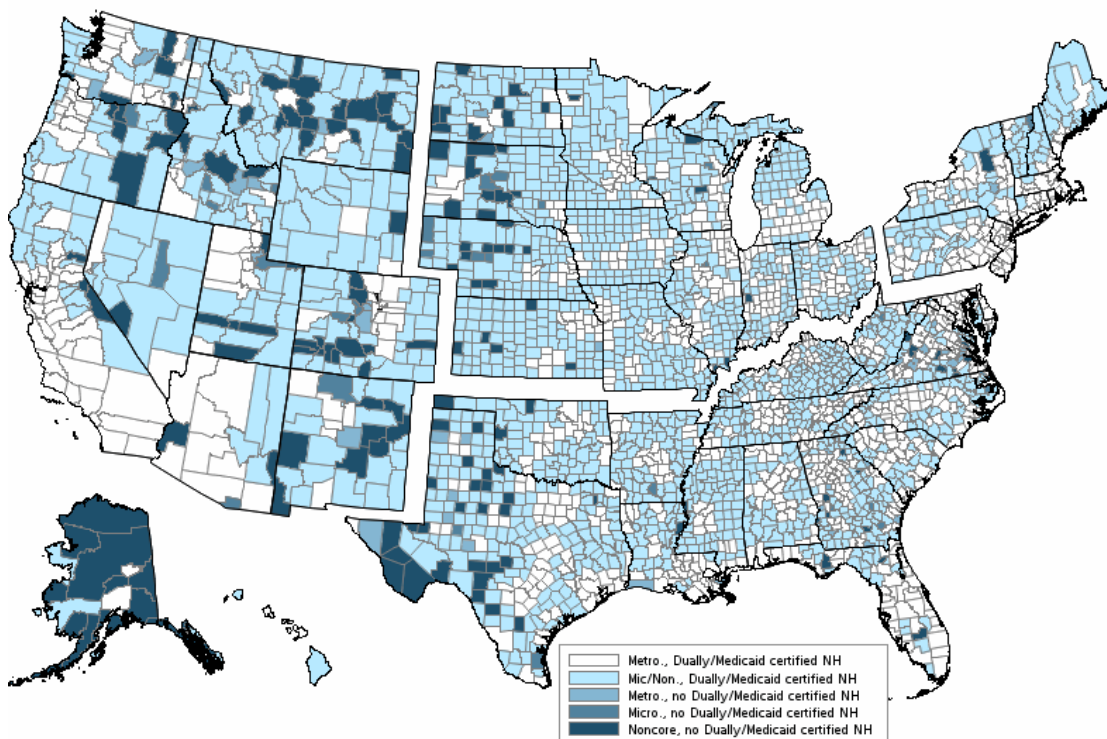 Metro., Dually/Medicaid certified NH
Mic/Non., Dually/Medicaid certified NH
Metro., no Dually/Medicaid certified NH
Micro., no Dually/Medicaid certified NH
Noncore, no Dually/Medicaid certified NH